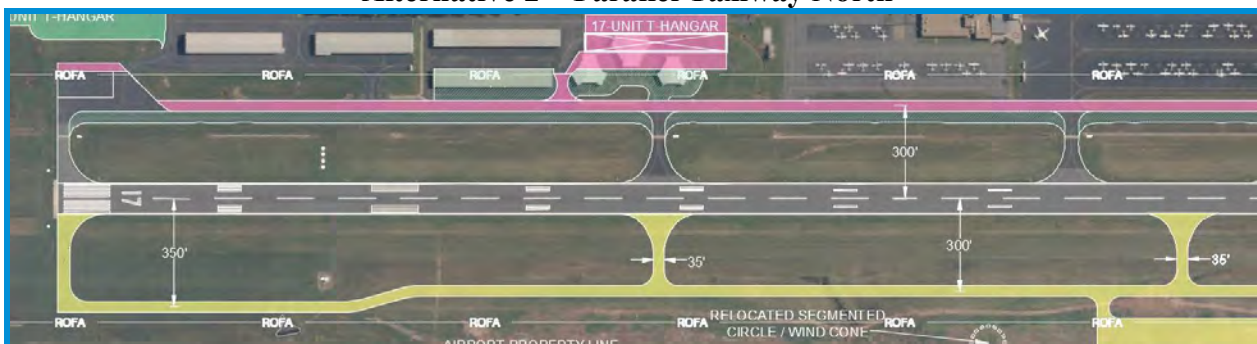 Alternative 2 – Parallel Taxiway North
UNIT T-HANGAR
17-UNIT T-HANGAR
ROFA ROFA ROFA ROFA ROFA ROFA
300'
17
350'
300'
35'
35'
ROFA ROFA ROFA ROFA ROFA ROFA
RELOCATED SEGMENTED
CIRCLE / WIND CONE
AIRPORT PROPERTY LINE